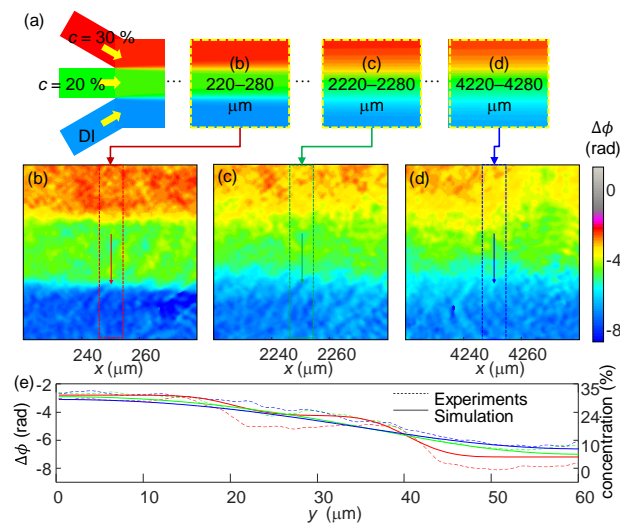 (a)
c = 30 %
c = 20 %
DI
...
(b)
220–280
μm
...
(c)
2220–2280
μm
...
(d)
4220–4280
μm
Δϕ
(rad)
0
-4
-8
(b)
(c)
(d)
240 260
x (μm)
2240 2260
x (μm)
4240 4260
x (μm)
(e)
Δϕ (rad)
-2
-4
-6
-8
Experiments
Simulation
35
24
10
0
concentration (%)
0 10 20 30 40 50 60
y (μm)